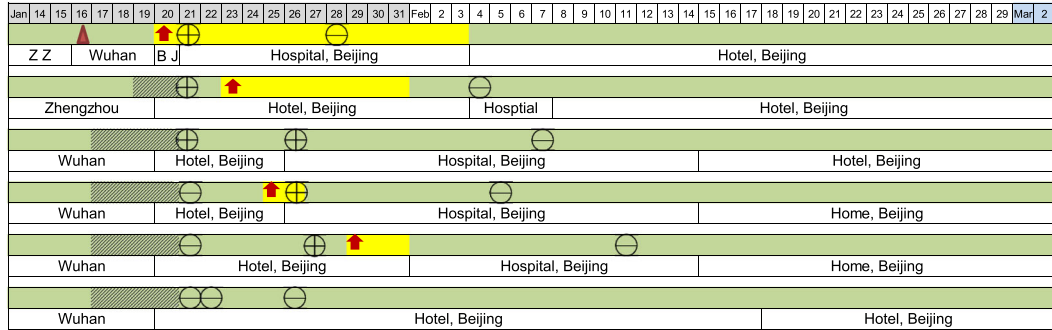 Jan 14 15 16 17 18 19 20 21 22 23 24 25 26 27 28 29 30 31 Feb 2 3 4 5 6 7 8 9 10 11 12 13 14 15 16 17 18 19 20 21 22 23 24 25 26 27 28 29 Mar 2
Z Z Wuhan B J Hospital, Beijing Hotel, Beijing
Zhengzhou Hotel, Beijing Hosptial Hotel, Beijing
Wuhan Hotel, Beijing Hospital, Beijing Hotel, Beijing
Wuhan Hotel, Beijing Hospital, Beijing Home, Beijing
Wuhan Hotel, Beijing Hospital, Beijing Home, Beijing
Wuhan Hotel, Beijing Hotel, Beijing